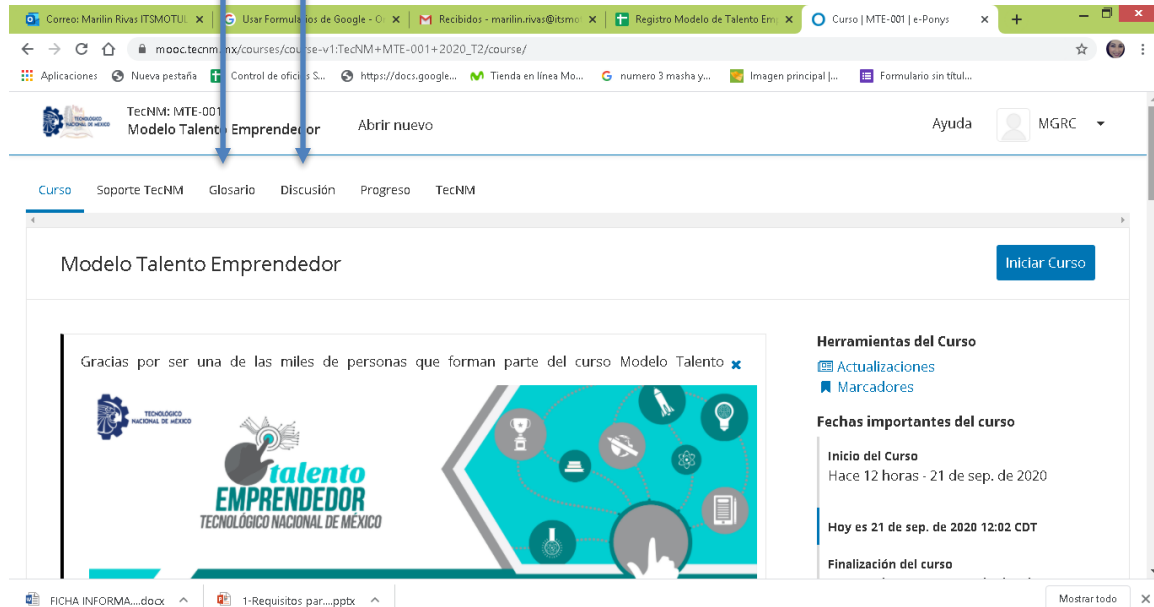 Correo: Marilin Rivas ITSMOTUL
Usar Formularios de Google - O
Recibidos - marilin.rivas@itsmo
Registro Modelo de Talento Em
Curso | MTE-001 | e-Ponys
mooc.tecnm.mx/courses/course-v1:TecNM+MTE-001+2020_T2/course/
Aplicaciones
Nueva pestaña
Control de oficios S...
https://docs.google...
Tienda en línea Mo...
numero 3 masha y...
Imagen principal |...
Formulario sin títul...
TECNOLÓGICO NACIONAL DE MÉXICO
TecNM: MTE-001
Modelo Talento Emprendedor
Abrir nuevo
Ayuda
MGRC
Curso Soporte TecNM Glosario Discusión Progreso TecNM
Modelo Talento Emprendedor
Iniciar Curso
Gracias por ser una de las miles de personas que forman parte del curso Modelo Talento
TECNOLÓGICO
NACIONAL DE MÉXICO
talento
EMPRENDEDOR
TECNOLÓGICO NACIONAL DE MÉXICO
Herramientas del Curso
Actualizaciones
Marcadores
Fechas importantes del curso
Inicio del Curso
Hace 12 horas - 21 de sep. de 2020
Hoy es 21 de sep. de 2020 12:02 CDT
Finalización del curso
FICHA INFORMA....docx
1-Requisitos par....pptx
Mostrar todo